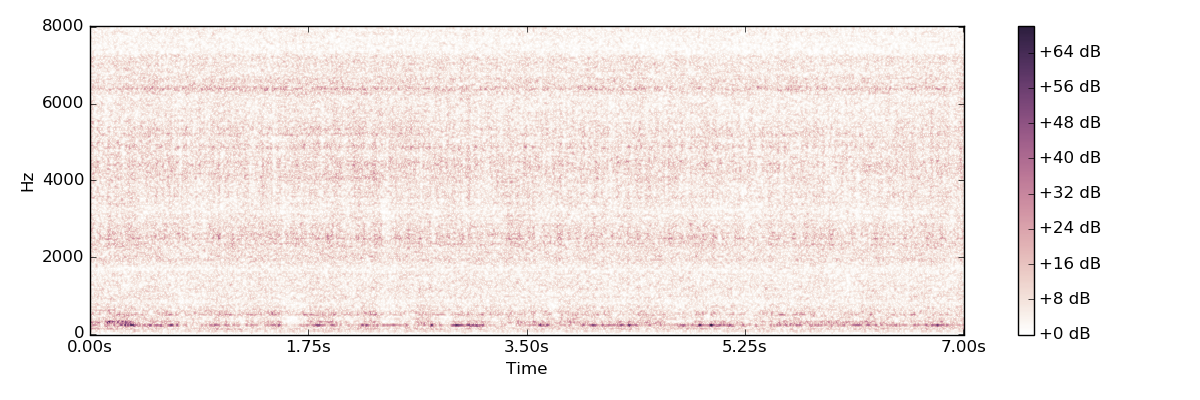 8000
6000
4000
2000
0
Hz
0.00s
1.75s
3.50s
5.25s
7.00s
Time
+64 dB
+56 dB
+48 dB
+40 dB
+32 dB
+24 dB
+16 dB
+8 dB
+0 dB